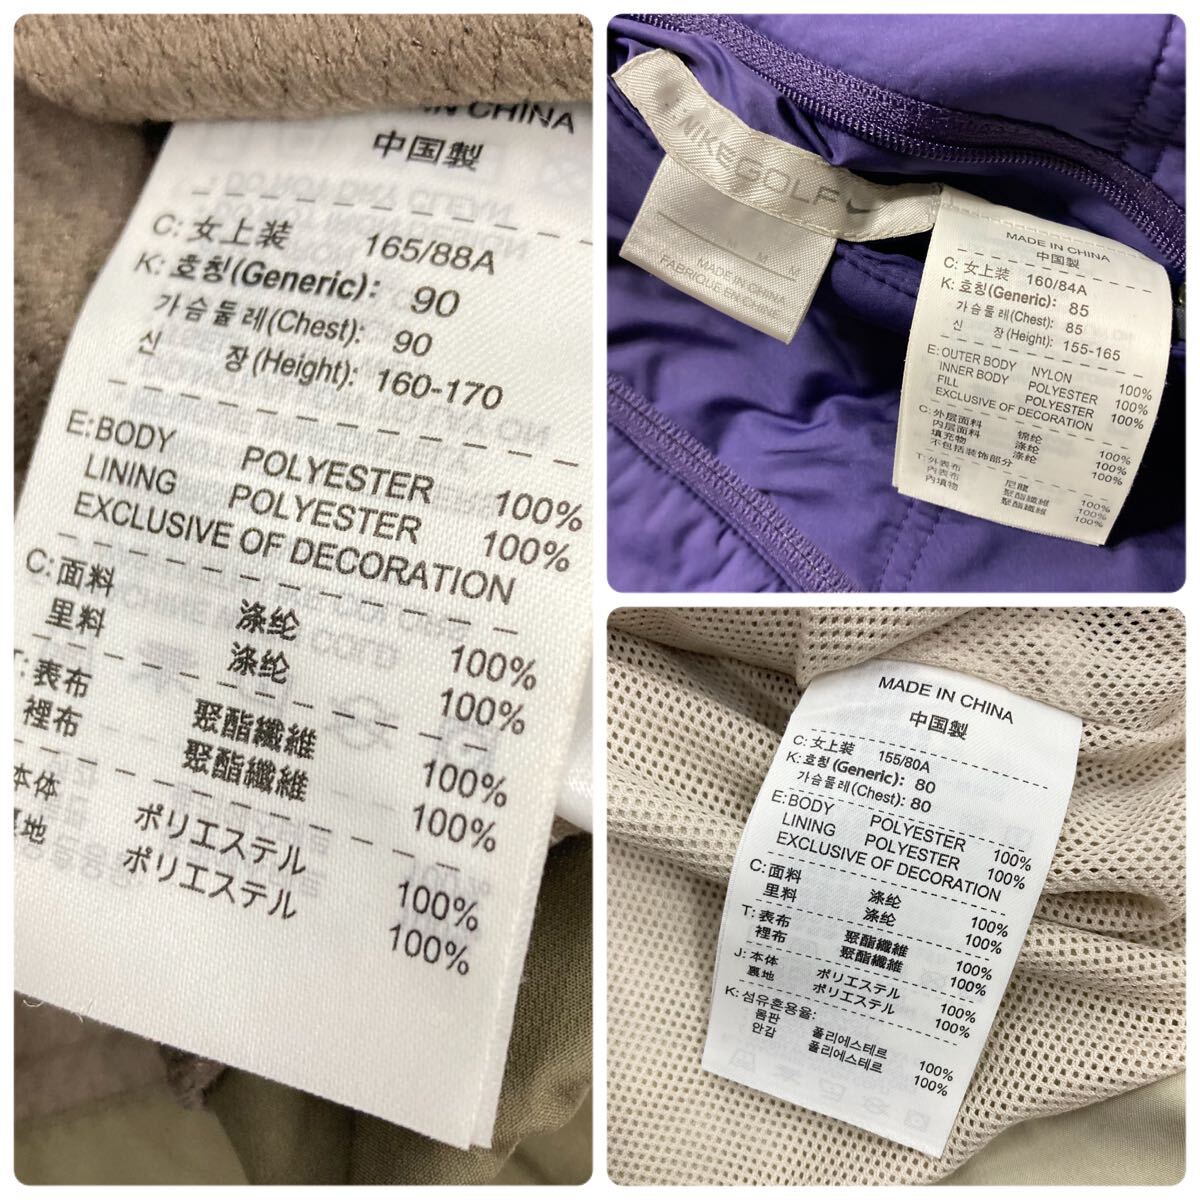 MADE IN CHINA
中国製
C: 女上装 165/88A
K: 호칭(Generic): 90
가슴둘레(Chest): 90
신 장(Height): 160-170
E: BODY POLYESTER 100%
LINING POLYESTER 100%
EXCLUSIVE OF DECORATION
C: 面料 涤纶 100%
里料 涤纶 100%
T: 表布 聚酯纖維 100%
裡布 聚酯纖維 100%
本体 ポリエステル 100%
裏地 ポリエステル 100%
NIKEGOLF
M M M
MADE IN CHINA
FABRIQUE EN CHINE
MADE IN CHINA
中国製
C: 女上装 160/84A
K: 호칭(Generic): 85
가슴둘레(Chest): 85
신 장(Height): 155-165
E: OUTER BODY NYLON 100%
INNER BODY POLYESTER 100%
FILL POLYESTER 100%
EXCLUSIVE OF DECORATION
C: 外层面料 锦纶 100%
内层面料 涤纶 100%
填充物 涤纶 100%
不包括装饰部分
T: 外表布 尼龍 100%
內表布 聚酯纖維 100%
內填物 聚酯纖維 100%
MADE IN CHINA
中国製
C: 女上装 155/80A
K: 호칭(Generic): 80
가슴둘레(Chest): 80
E: BODY POLYESTER 100%
LINING POLYESTER 100%
EXCLUSIVE OF DECORATION
C: 面料 涤纶 100%
里料 涤纶 100%
T: 表布 聚酯纖維 100%
裡布 聚酯纖維 100%
J: 本体 ポリエステル 100%
裏地 ポリエステル 100%
K: 섬유혼용율:
몸판 폴리에스테르 100%
안감 폴리에스테르 100%